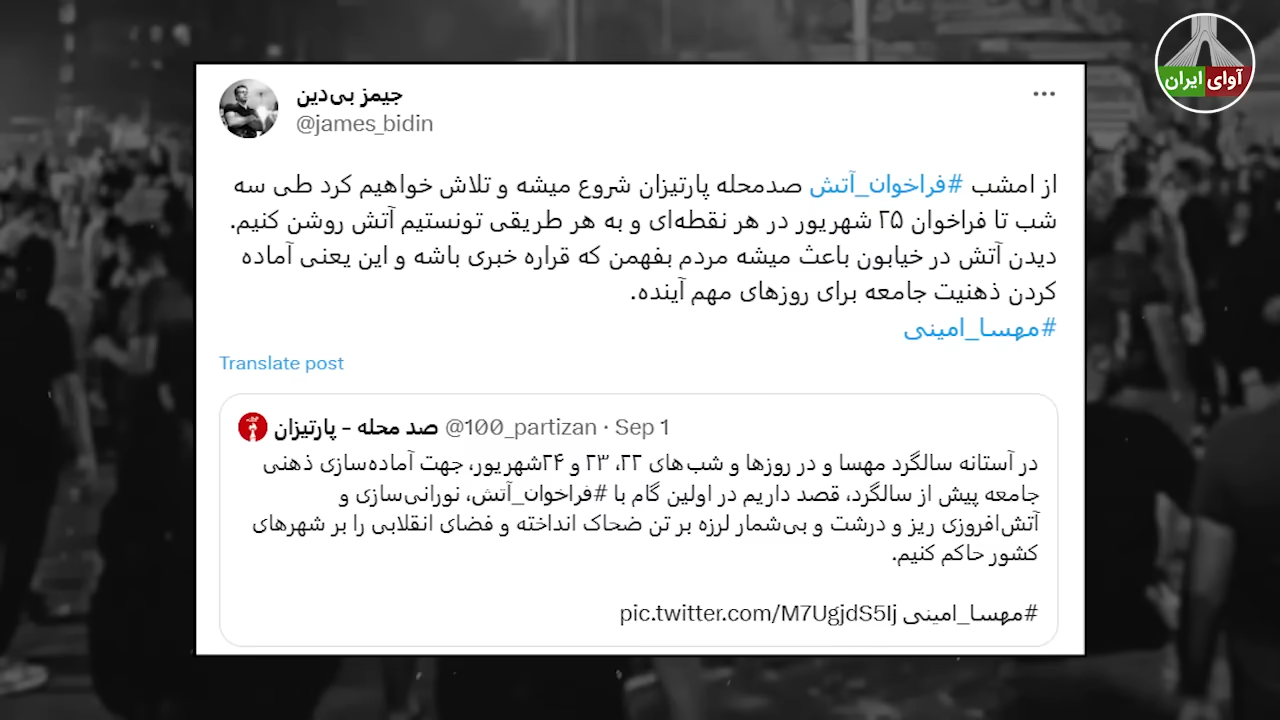 آوای ایران
جیمز بی‌دین
@james_bidin
از امشب #فراخوان_آتش صدمحله پارتیزان شروع میشه و تلاش خواهیم کرد طی سه
شب تا فراخوان ۲۵ شهریور در هر نقطه‌ای و به هر طریقی تونستیم آتش روشن کنیم.
دیدن آتش در خیابون باعث میشه مردم بفهمن که قراره خبری باشه و این یعنی آماده
کردن ذهنیت جامعه برای روزهای مهم آینده.
#مهسا_امینی
Translate post
صد محله - پارتیزان @100_partizan · Sep 1
در آستانه سالگرد مهسا و در روزها و شب‌های ۲۲، ۲۳ و ۲۴شهریور، جهت آماده‌سازی ذهنی
جامعه پیش از سالگرد، قصد داریم در اولین گام با #فراخوان_آتش، نورانی‌سازی و
آتش‌افروزی ریز و درشت و بی‌شمار لرزه بر تن ضحاک انداخته و فضای انقلابی را بر شهرهای
کشور حاکم کنیم.
#مهسا_امینی pic.twitter.com/M7UgjdS5lj